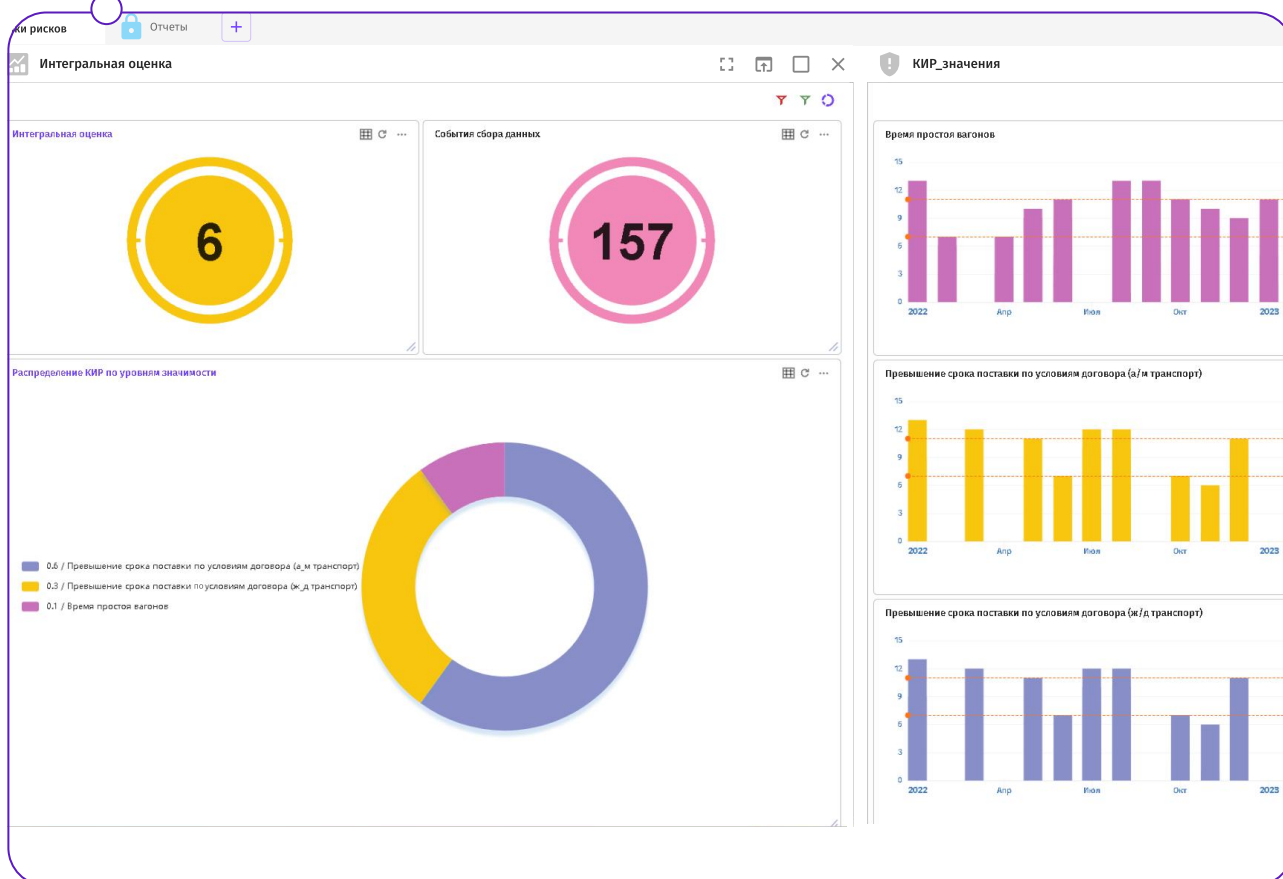 ки рисков
Отчеты
+
Интегральная оценка
КИР_значения
Интегральная оценка
События сбора данных
6
157
Распределение КИР по уровням значимости
0.6 / Превышение срока поставки по условиям договора (а_м транспорт)
0.3 / Превышение срока поставки по условиям договора (ж_д транспорт)
0.1 / Время простоя вагонов
Время простоя вагонов
15
12
9
6
3
0
2022 Апр Июл Окт 2023
Превышение срока поставки по условиям договора (а/м транспорт)
15
12
9
6
3
0
2022 Апр Июл Окт 2023
Превышение срока поставки по условиям договора (ж/д транспорт)
15
12
9
6
3
0
2022 Апр Июл Окт 2023